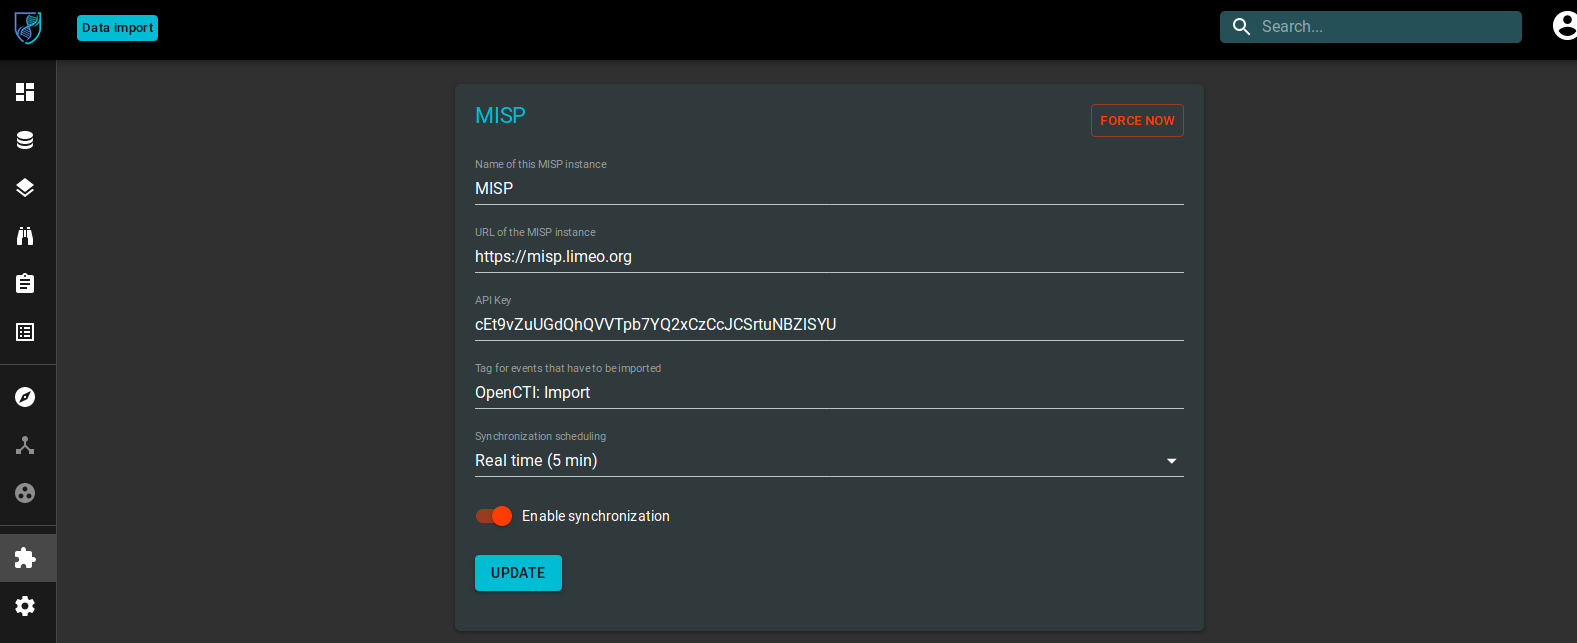 Data import
Search...
MISP
FORCE NOW
Name of this MISP instance
MISP
URL of the MISP instance
https://misp.limeo.org
API Key
cEt9vZuUGdQhQVVTpb7YQ2xCzCcJCSrtuNBZISYU
Tag for events that have to be imported
OpenCTI: Import
Synchronization scheduling
Real time (5 min)
Enable synchronization
UPDATE